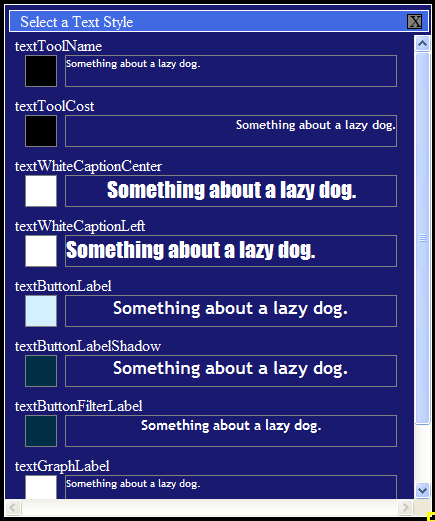 Select a Text Style X
textToolName
Something about a lazy dog.
textToolCost
Something about a lazy dog.
textWhiteCaptionCenter
Something about a lazy dog.
textWhiteCaptionLeft
Something about a lazy dog.
textButtonLabel
Something about a lazy dog.
textButtonLabelShadow
Something about a lazy dog.
textButtonFilterLabel
Something about a lazy dog.
textGraphLabel
Something about a lazy dog.